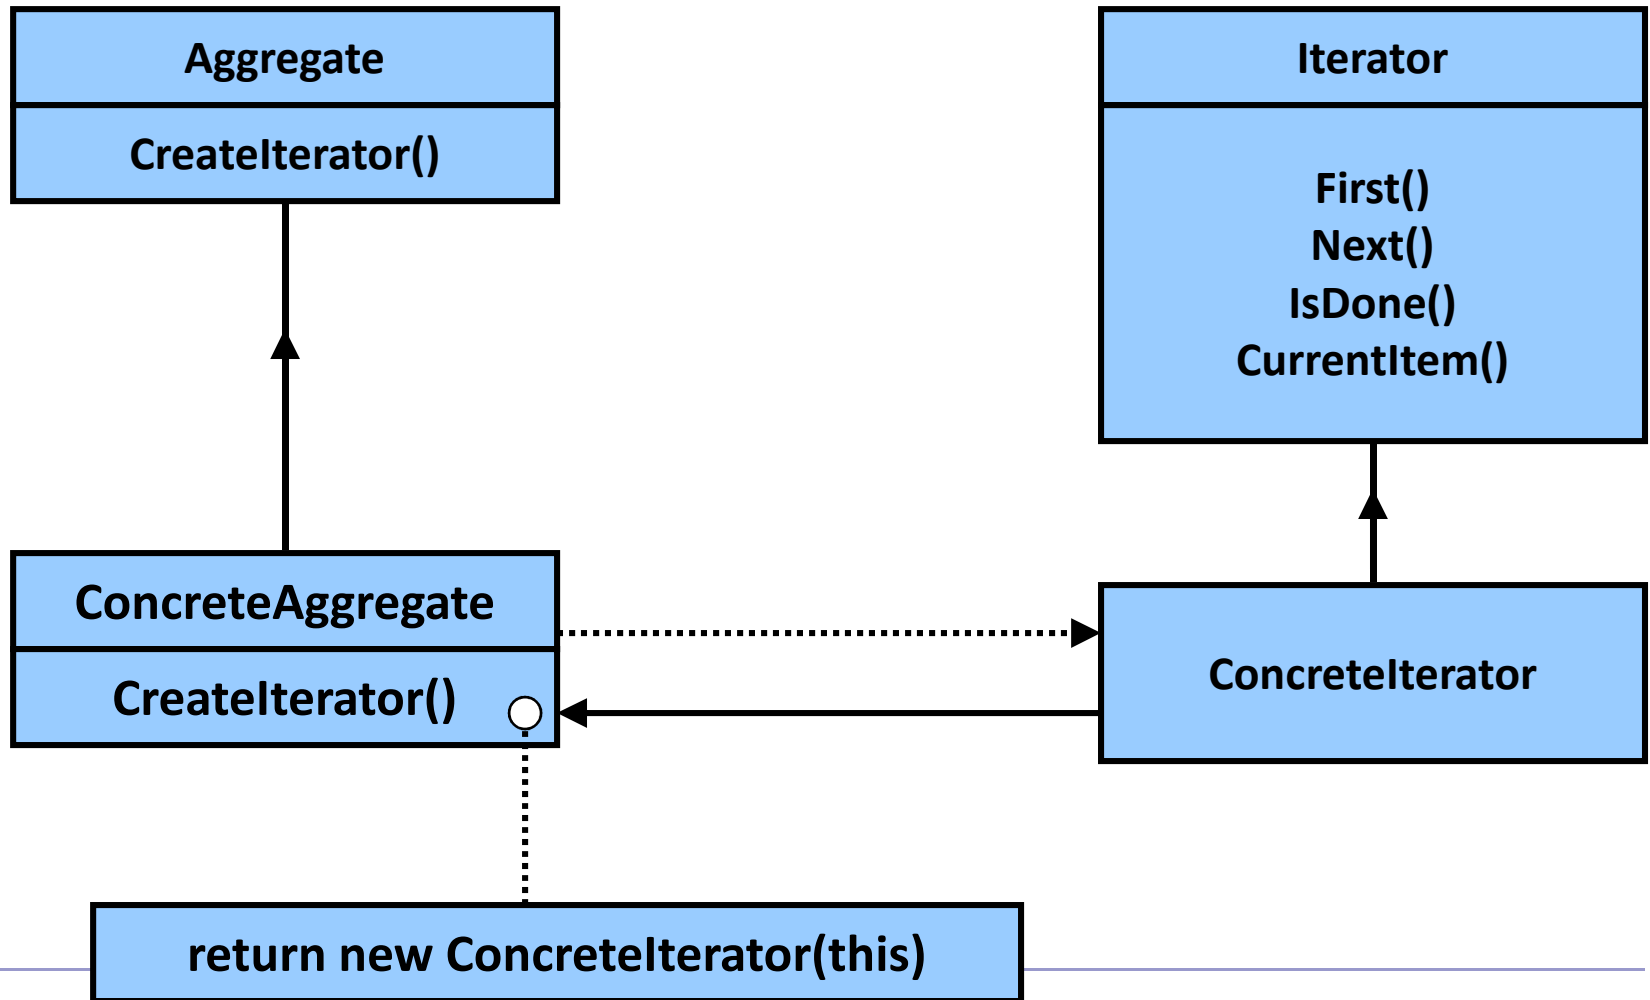 Aggregate
CreateIterator()
Iterator
First()
Next()
IsDone()
CurrentItem()
ConcreteAggregate
CreateIterator()
ConcreteIterator
return new ConcreteIterator(this)